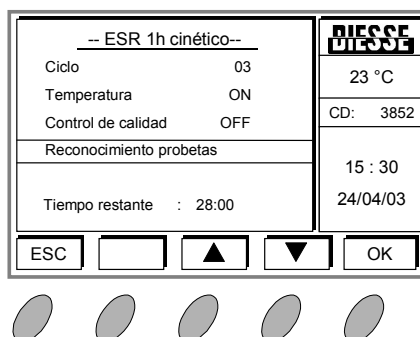 -- ESR 1h cinético--
Ciclo 03
Temperatura ON
Control de calidad OFF
Reconocimiento probetas
Tiempo restante : 28:00
DIESSE
23 °C
CD: 3852
15 : 30
24/04/03
ESC ▲ ▼ OK